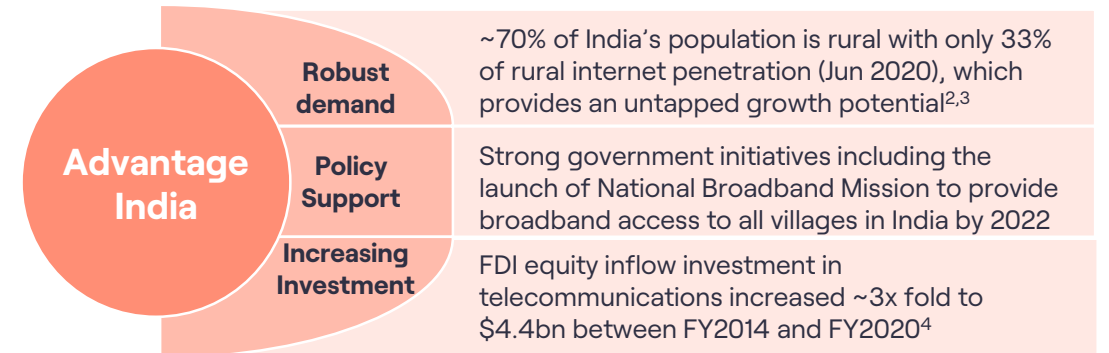 Advantage
India
Robust
demand
~70% of India's population is rural with only 33%
of rural internet penetration (Jun 2020), which
provides an untapped growth potential2,3
Policy
Support
Strong government initiatives including the
launch of National Broadband Mission to provide
broadband access to all villages in India by 2022
Increasing
Investment
FDI equity inflow investment in
telecommunications increased ~3x fold to
$4.4bn between FY2014 and FY20204